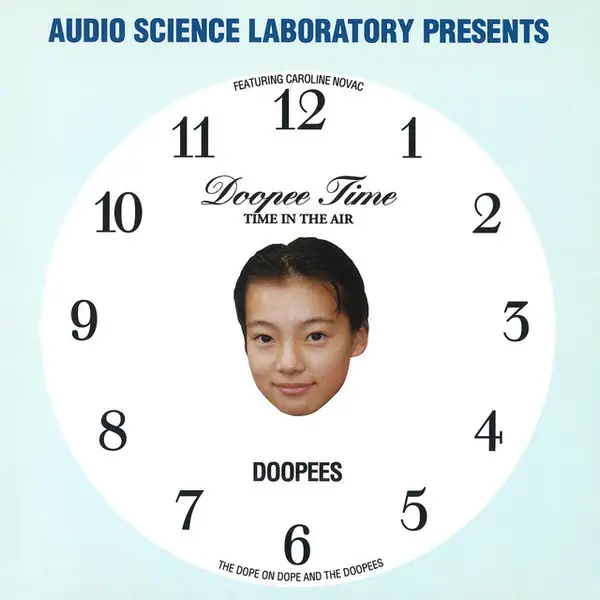 AUDIO SCIENCE LABORATORY PRESENTS
FEATURING CAROLINE NOVAC
12
11
1
Doopee Time
TIME IN THE AIR
10
2
9
3
8
4
DOOPEES
7
5
6
THE DOPE ON DOPE AND THE DOOPEES